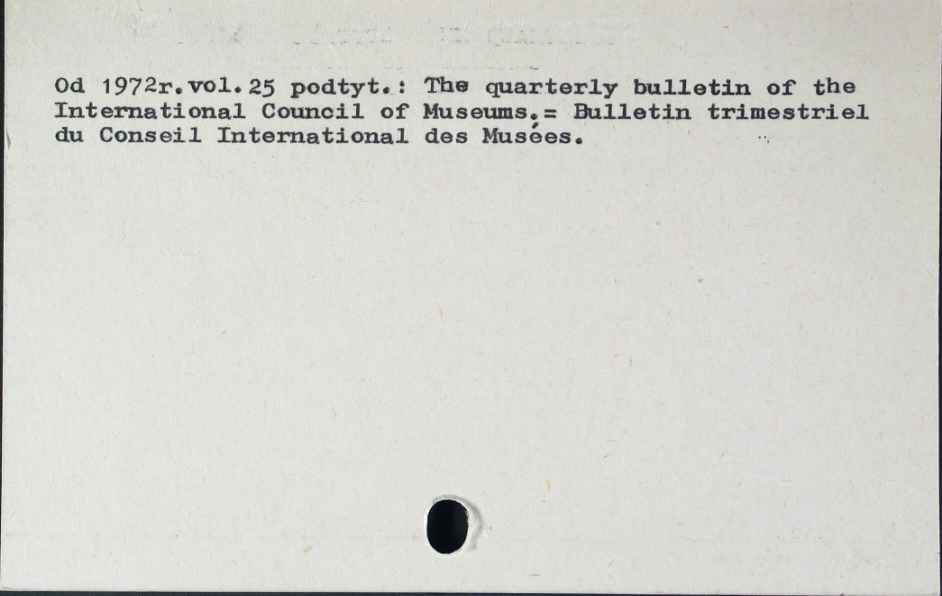 Od 1972r.vol.25 podtyt.: The quarterly bulletin of the
International Council of Museums.= Bulletin trimestriel
du Conseil International des Musées.